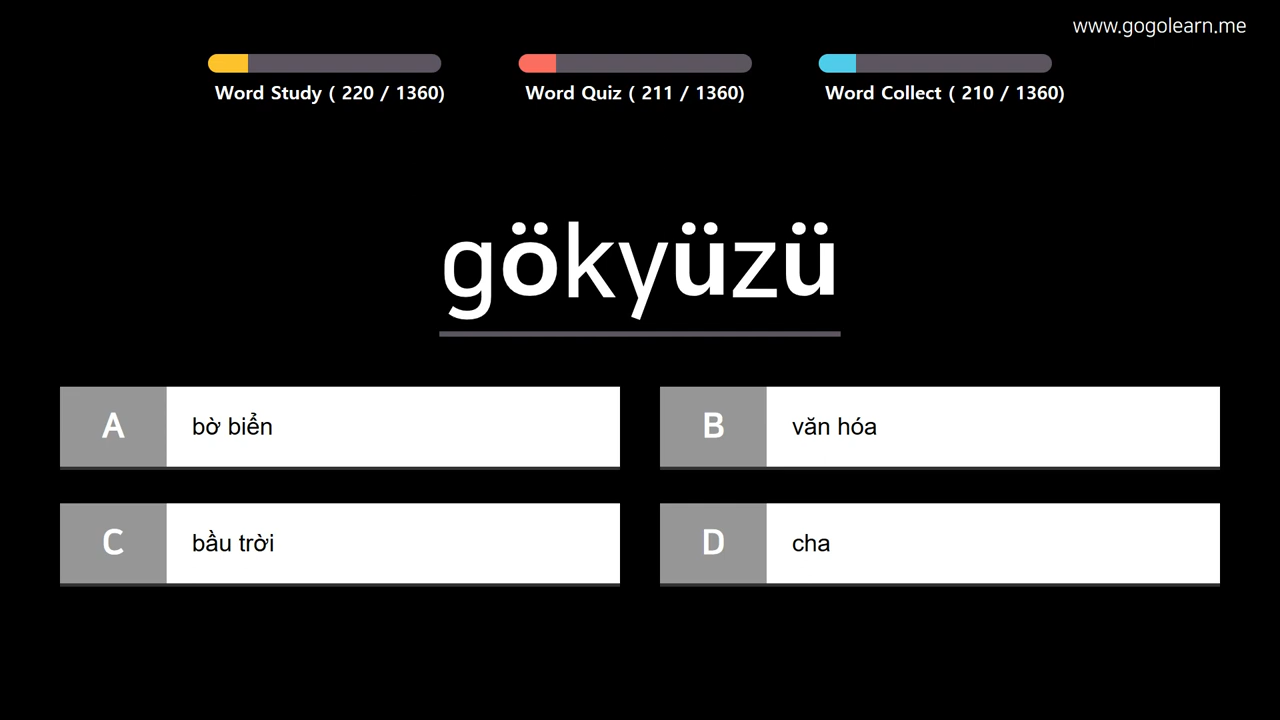 www.gogolearn.me
Word Study ( 220 / 1360)
Word Quiz ( 211 / 1360)
Word Collect ( 210 / 1360)
gökyüzü
A bờ biển
B văn hóa
C bầu trời
D cha